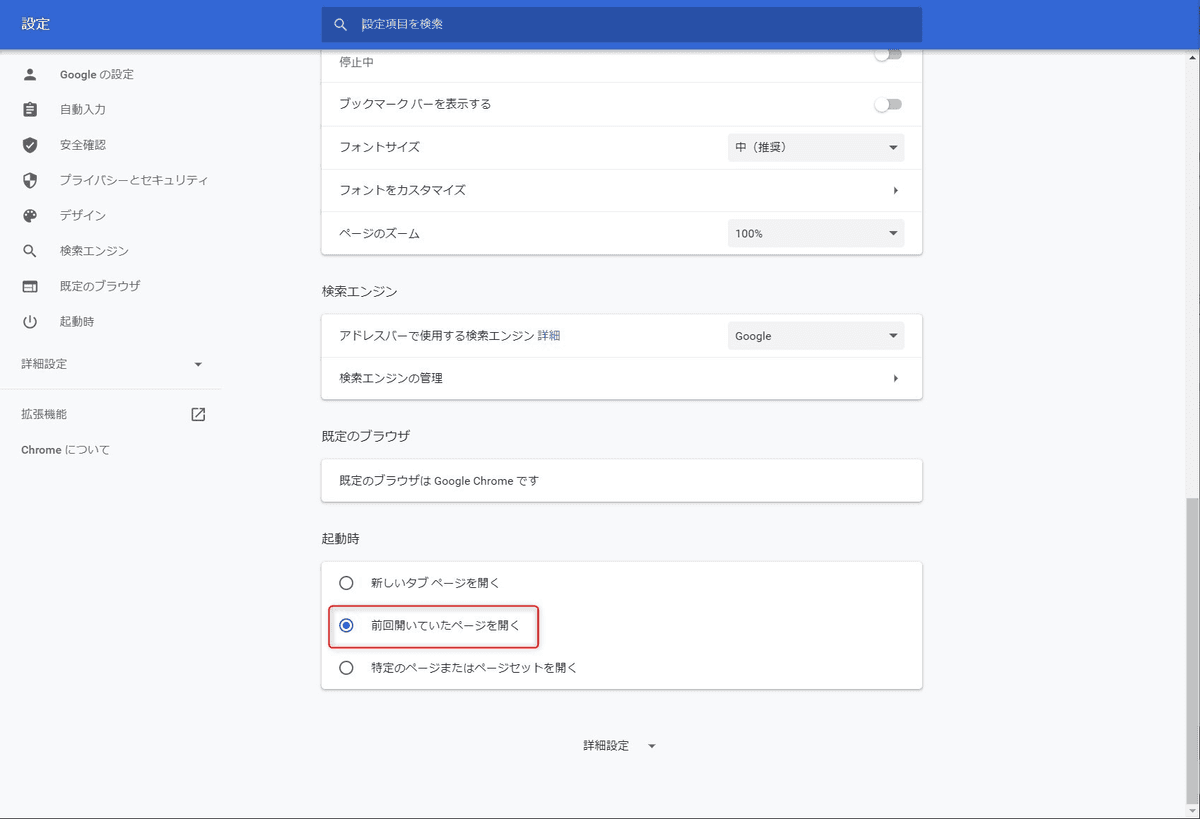 設定
設定項目を検索
Google の設定
自動入力
安全確認
プライバシーとセキュリティ
デザイン
検索エンジン
既定のブラウザ
起動時
詳細設定
拡張機能
Chrome について
停止中
ブックマーク バーを表示する
フォントサイズ
中（推奨）
フォントをカスタマイズ
ページのズーム
100%
検索エンジン
アドレスバーで使用する検索エンジン 詳細
Google
検索エンジンの管理
既定のブラウザ
既定のブラウザは Google Chrome です
起動時
新しいタブ ページを開く
前回開いていたページを開く
特定のページまたはページセットを開く
詳細設定